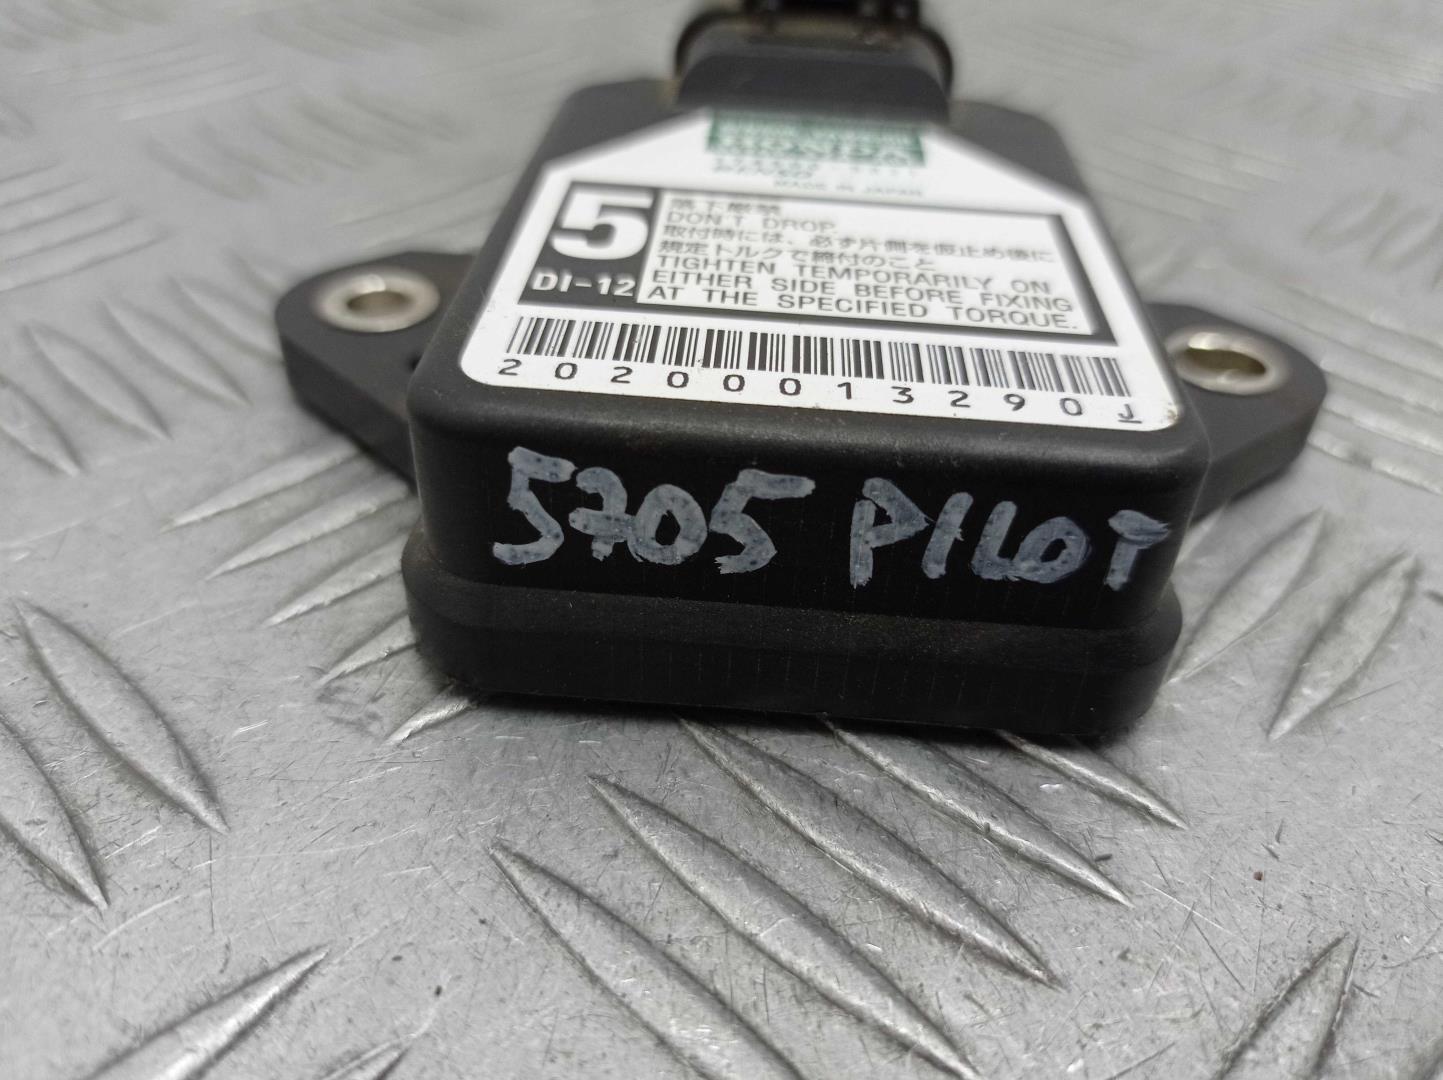 HONDA
MADE IN JAPAN
5
DI-12
落下厳禁
DON'T DROP
取付時には、必ず片側を仮止め後に
規定トルクで締付のこと
TIGHTEN TEMPORARILY ON
EITHER SIDE BEFORE FIXING
AT THE SPECIFIED TORQUE.
20200013290J
5705 PILOT